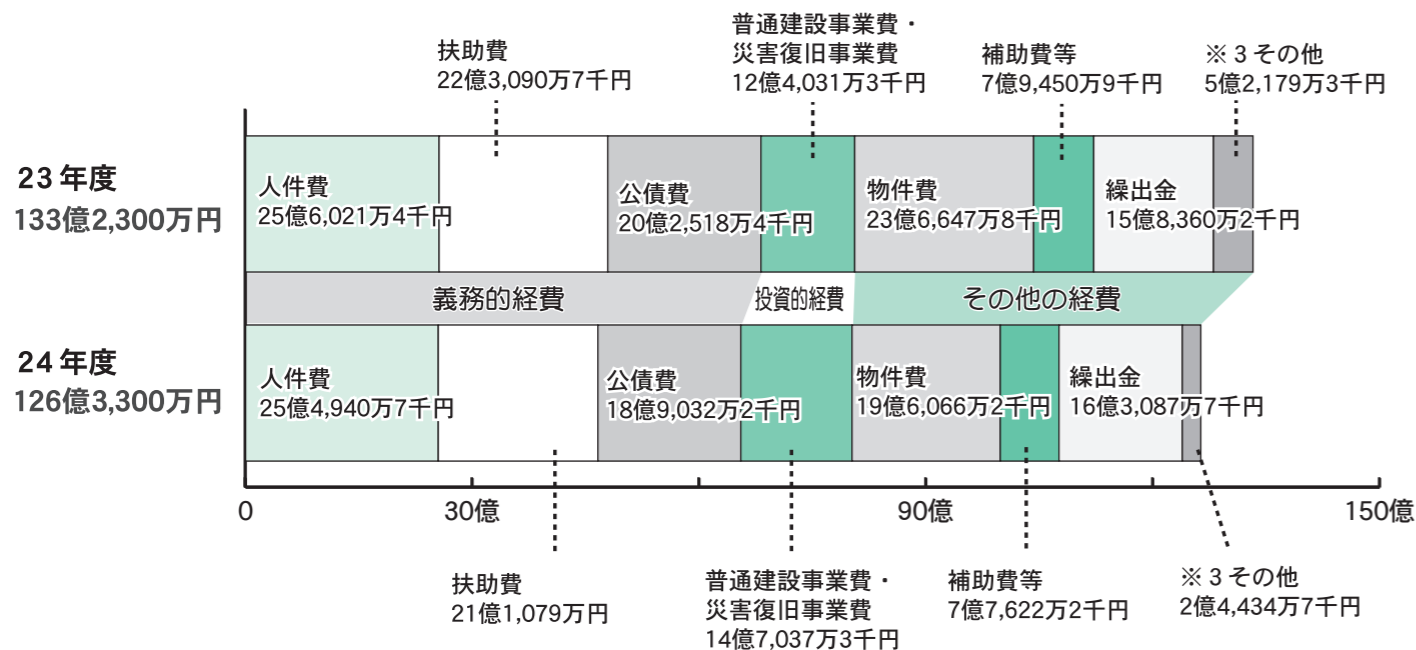 23年度
133億2,300万円
人件費
25億6,021万4千円
扶助費
22億3,090万7千円
公債費
20億2,518万4千円
普通建設事業費・
災害復旧事業費
12億4,031万3千円
物件費
23億6,647万8千円
補助費等
7億9,450万9千円
繰出金
15億8,360万2千円
※3その他
5億2,179万3千円
義務的経費
投資的経費
その他の経費
24年度
126億3,300万円
人件費
25億4,940万7千円
公債費
18億9,032万2千円
物件費
19億6,066万2千円
繰出金
16億3,087万7千円
0
30億
90億
150億
扶助費
21億1,079万円
普通建設事業費・
災害復旧事業費
14億7,037万3千円
補助費等
7億7,622万2千円
※3その他
2億4,434万7千円